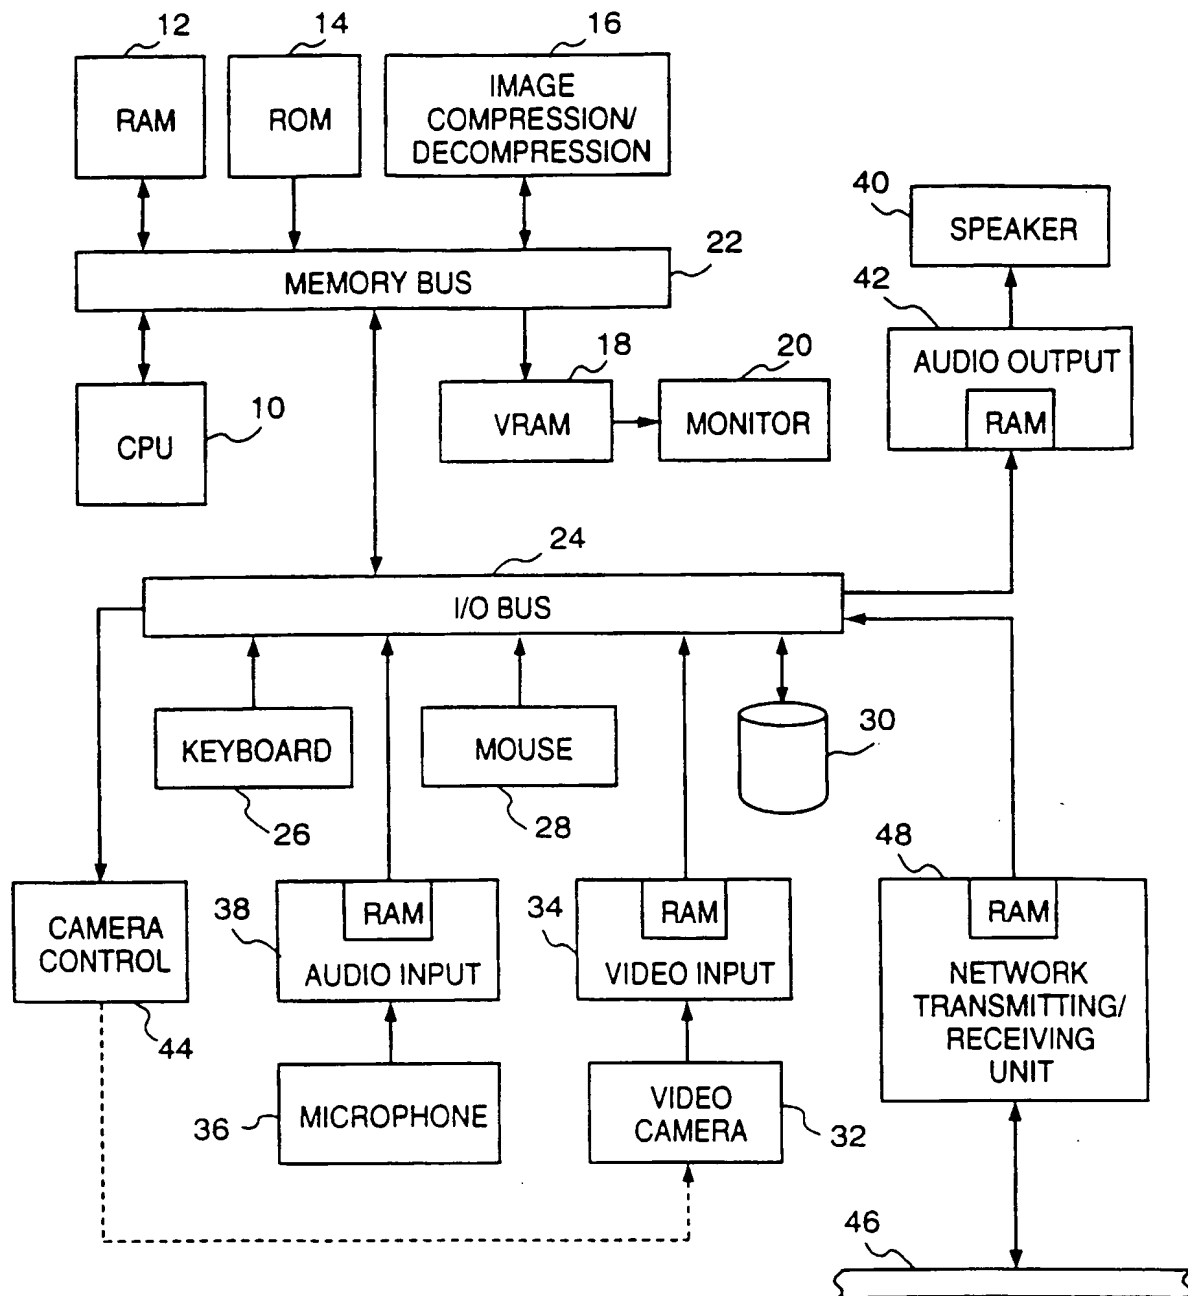 12
14
16
RAM
ROM
IMAGE
COMPRESSION/
DECOMPRESSION
40
SPEAKER
22
MEMORY BUS
42
AUDIO OUTPUT
RAM
10
CPU
18
VRAM
20
MONITOR
24
I/O BUS
KEYBOARD
26
MOUSE
28
30
CAMERA
CONTROL
44
38
RAM
AUDIO INPUT
34
RAM
VIDEO INPUT
48
RAM
NETWORK
TRANSMITTING/
RECEIVING
UNIT
36
MICROPHONE
VIDEO
CAMERA
32
46